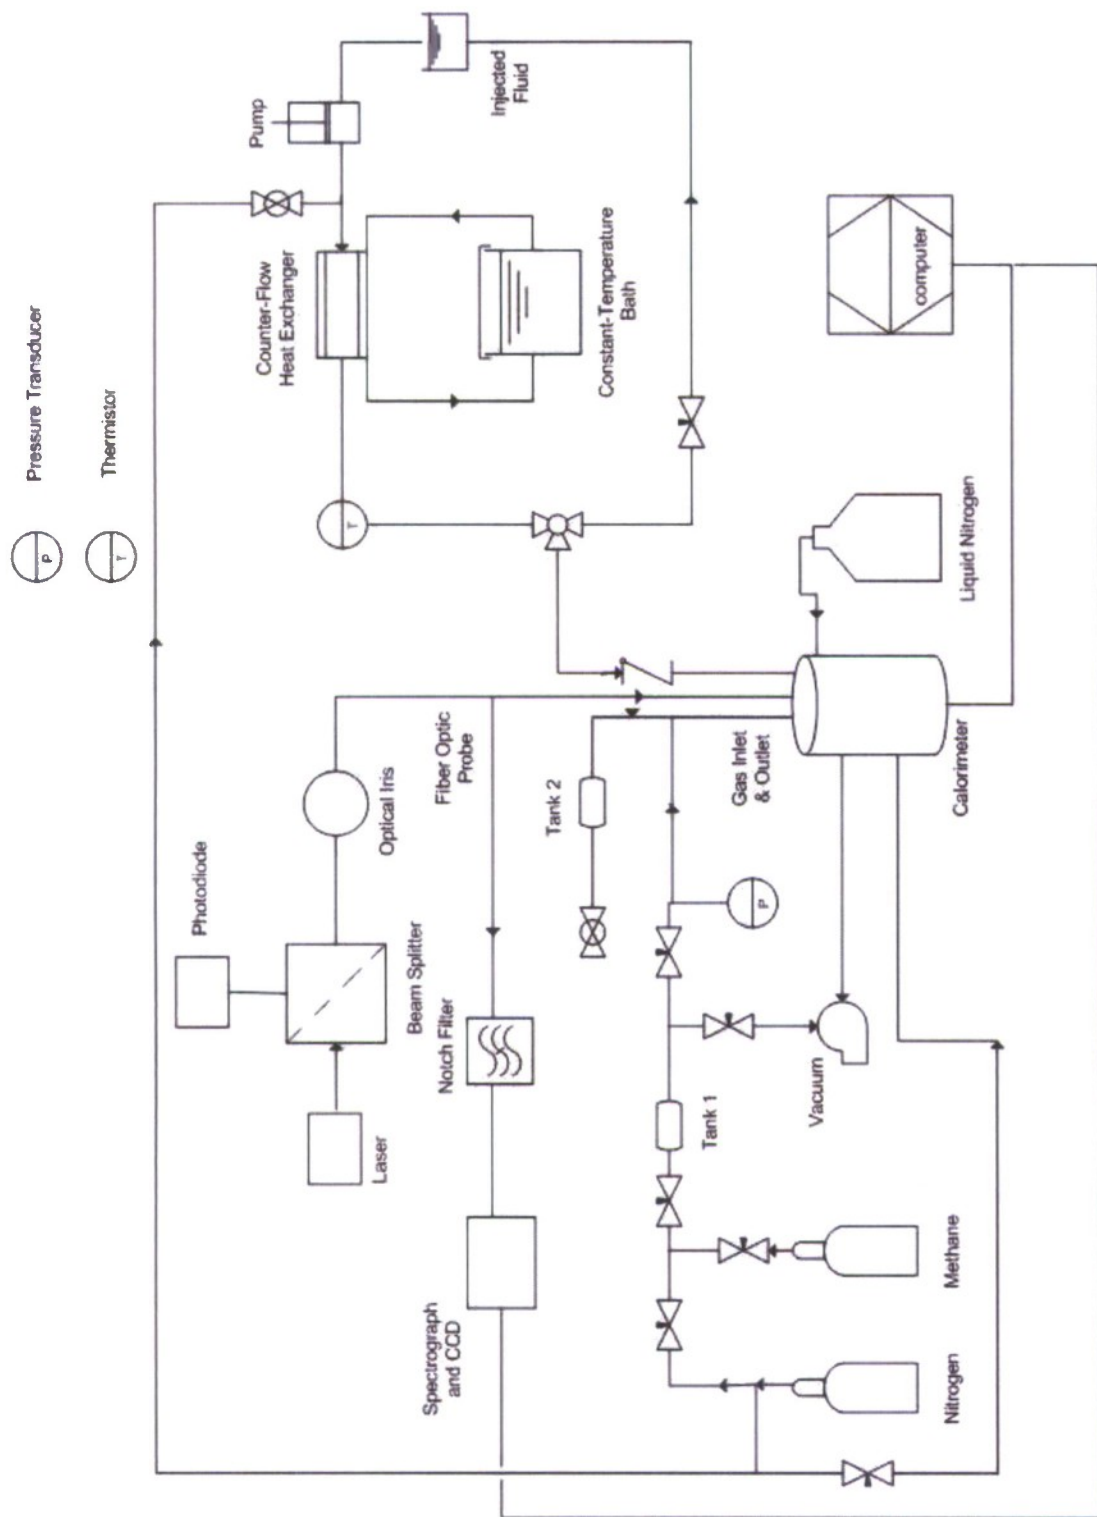 P
Pressure Transducer
T
Thermistor
Pump
Injected
Fluid
Counter-Flow
Heat Exchanger
Constant-Temperature
Bath
T
computer
Liquid Nitrogen
Photodiode
Optical Iris
Fiber Optic
Probe
Tank 2
Gas Inlet
& Outlet
Calorimeter
P
Beam Splitter
Notch Filter
Laser
Tank 1
Vacuum
Spectrograph
and CCD
Methane
Nitrogen